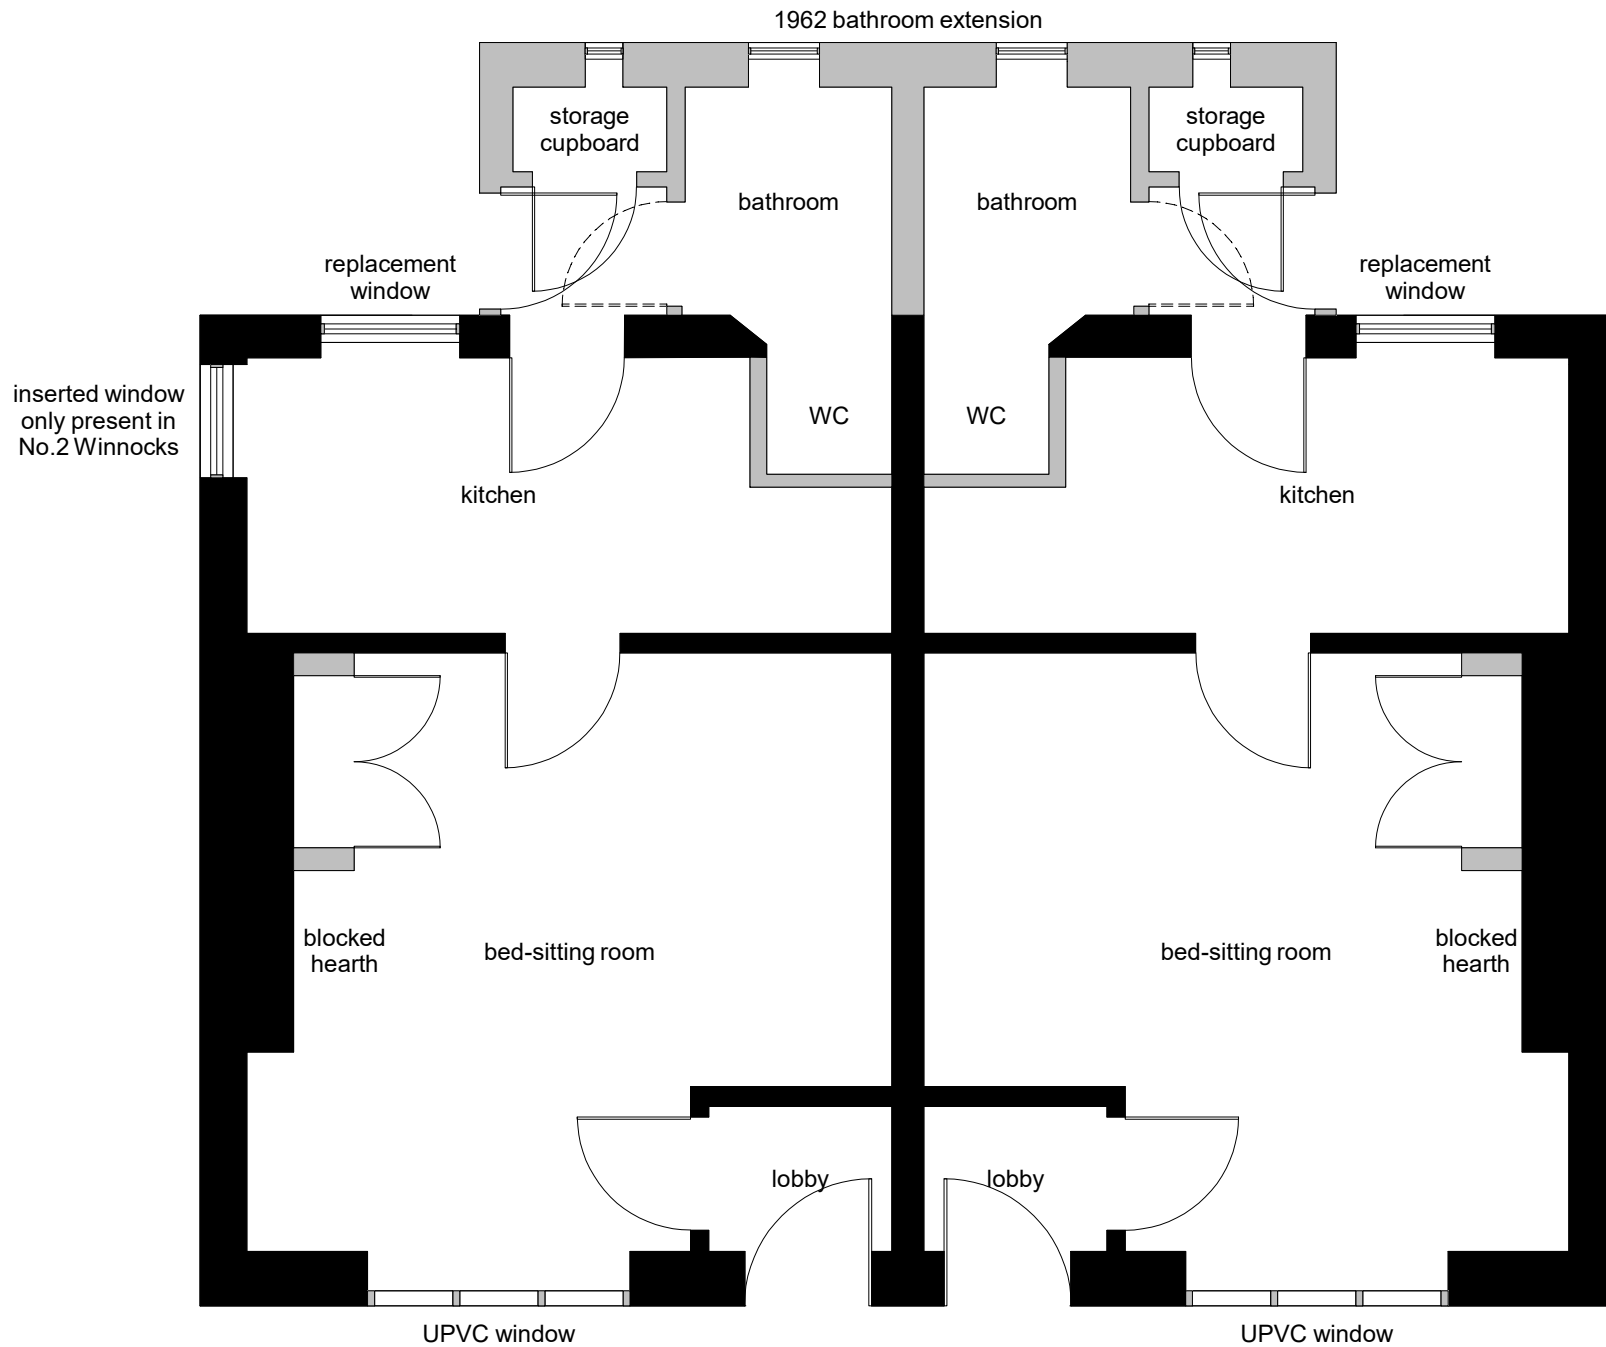 1962 bathroom extension
storage
cupboard
storage
cupboard
bathroom
bathroom
replacement
window
replacement
window
inserted window
only present in
No.2 Winnocks
WC
WC
kitchen
kitchen
blocked
hearth
bed-sitting room
bed-sitting room
blocked
hearth
lobby
lobby
UPVC window
UPVC window